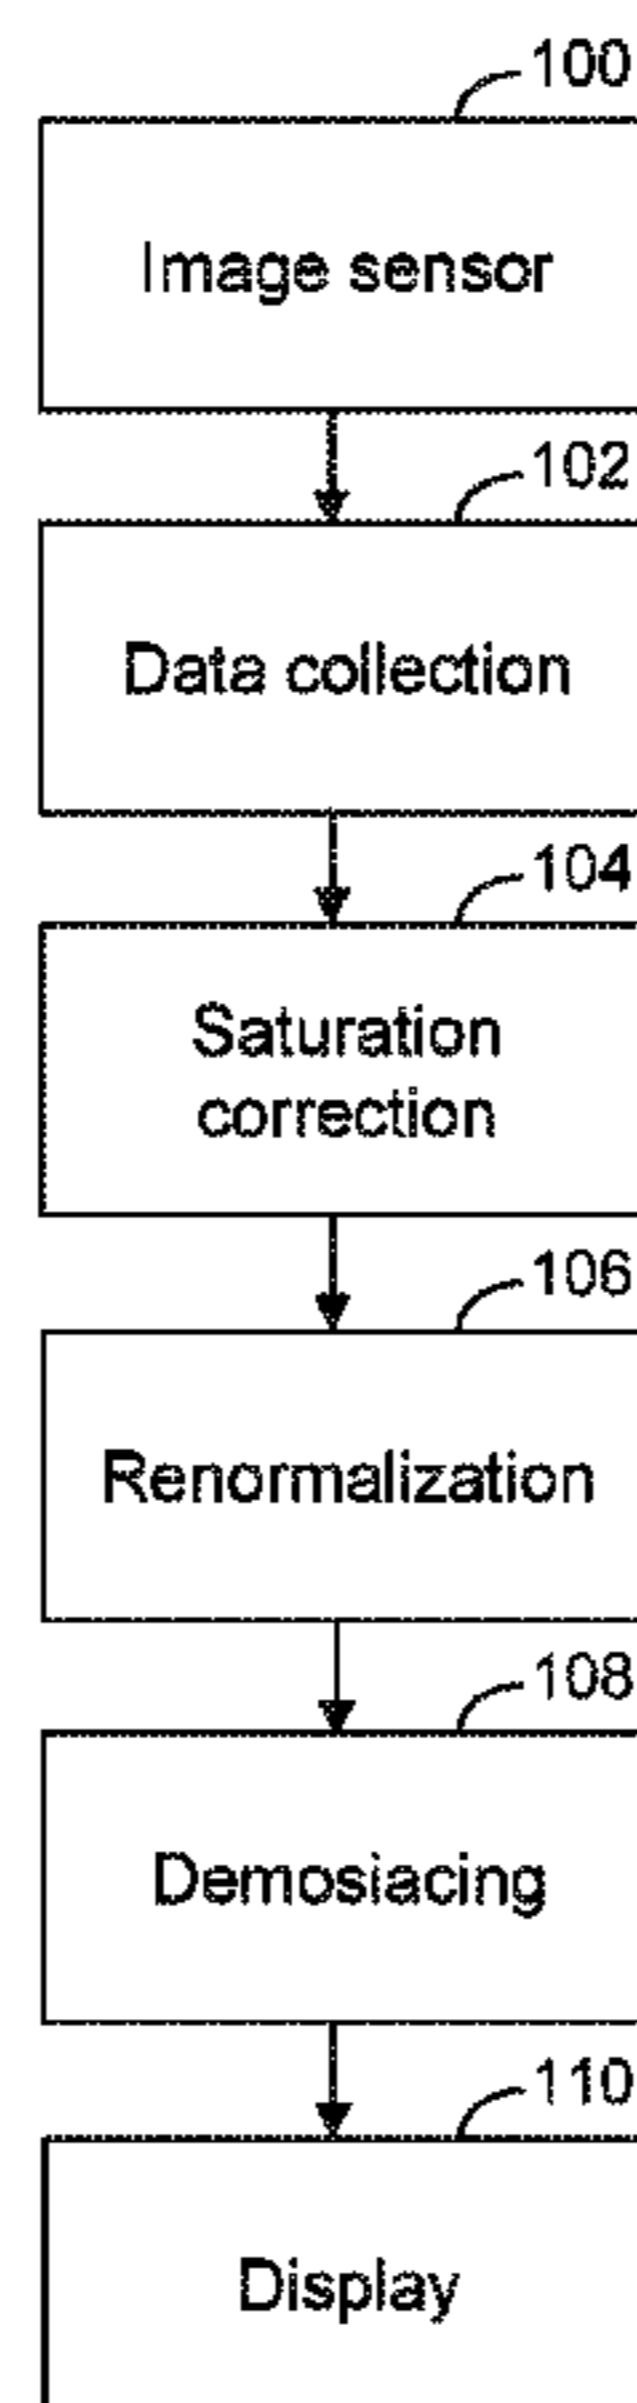 100
Image sensor
102
Data collection
104
Saturation
correction
106
Renormalization
108
Demosiacing
110
Display